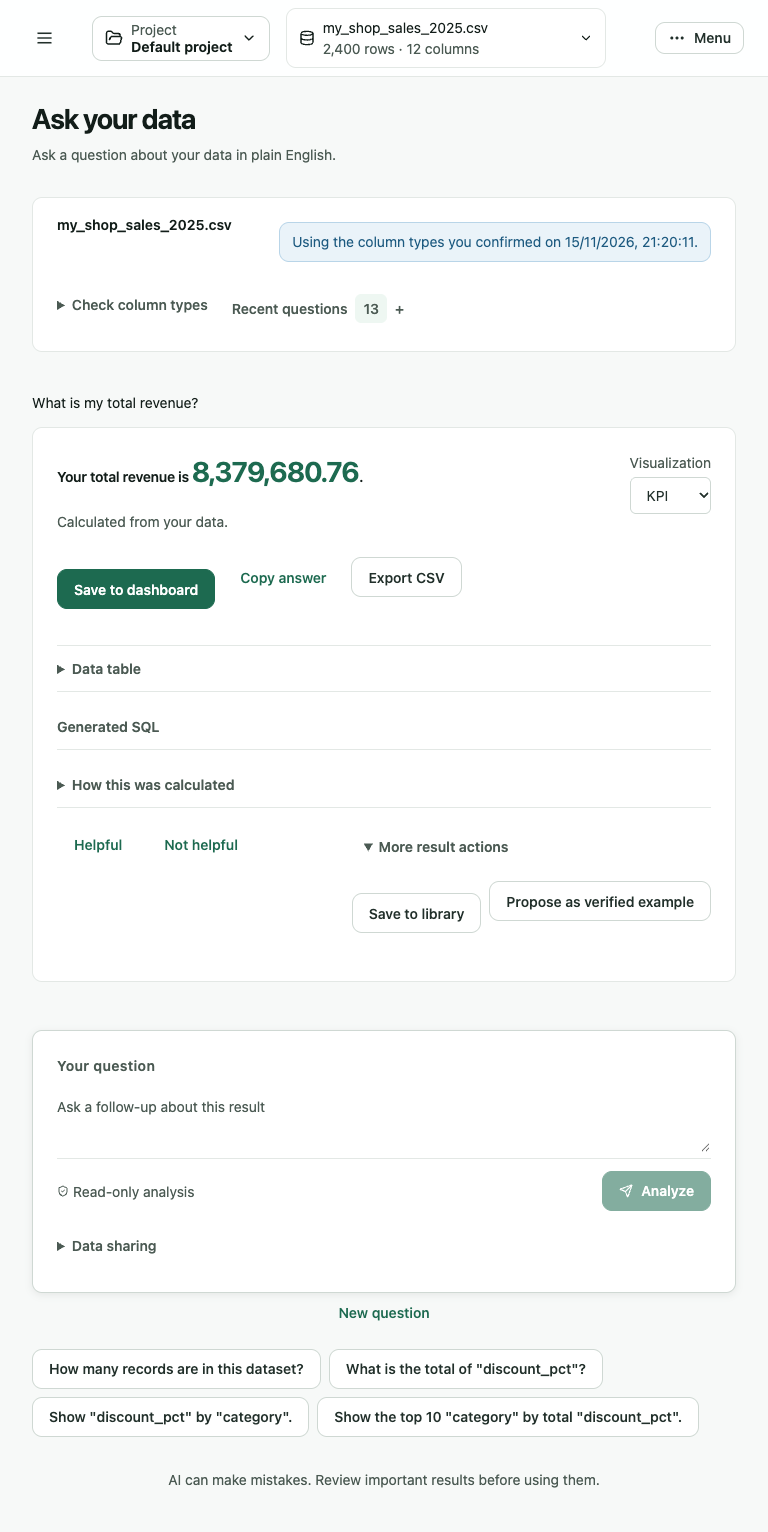 Project
Default project
my_shop_sales_2025.csv
2,400 rows · 12 columns
Menu
Ask your data
Ask a question about your data in plain English.
my_shop_sales_2025.csv
Using the column types you confirmed on 15/11/2026, 21:20:11.
Check column types
Recent questions 13 +
What is my total revenue?
Your total revenue is 8,379,680.76.
Visualization
KPI
Calculated from your data.
Save to dashboard
Copy answer
Export CSV
Data table
Generated SQL
How this was calculated
Helpful
Not helpful
More result actions
Save to library
Propose as verified example
Your question
Ask a follow-up about this result
Read-only analysis
Analyze
Data sharing
New question
How many records are in this dataset?
What is the total of "discount_pct"?
Show "discount_pct" by "category".
Show the top 10 "category" by total "discount_pct".
AI can make mistakes. Review important results before using them.